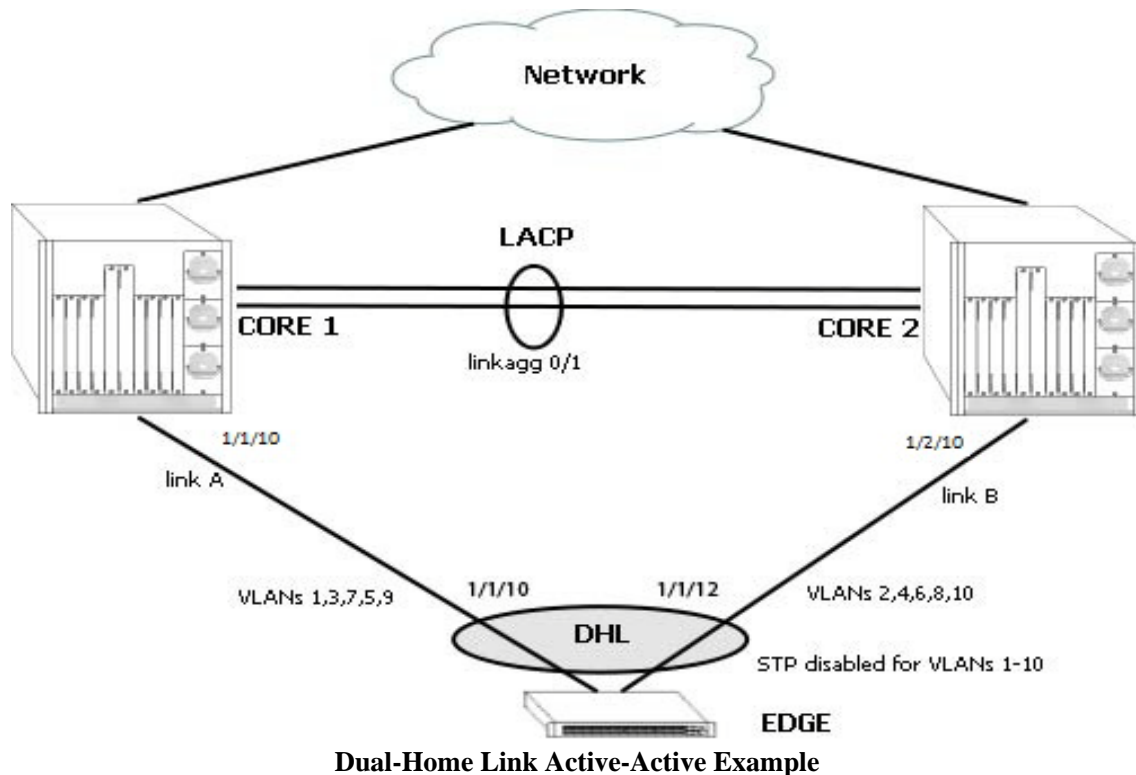 Network
LACP
CORE 1
CORE 2
linkagg 0/1
1/1/10
1/2/10
link A
link B
VLANs 1,3,7,5,9
1/1/10
1/1/12
VLANs 2,4,6,8,10
DHL
STP disabled for VLANs 1-10
EDGE
Dual-Home Link Active-Active Example